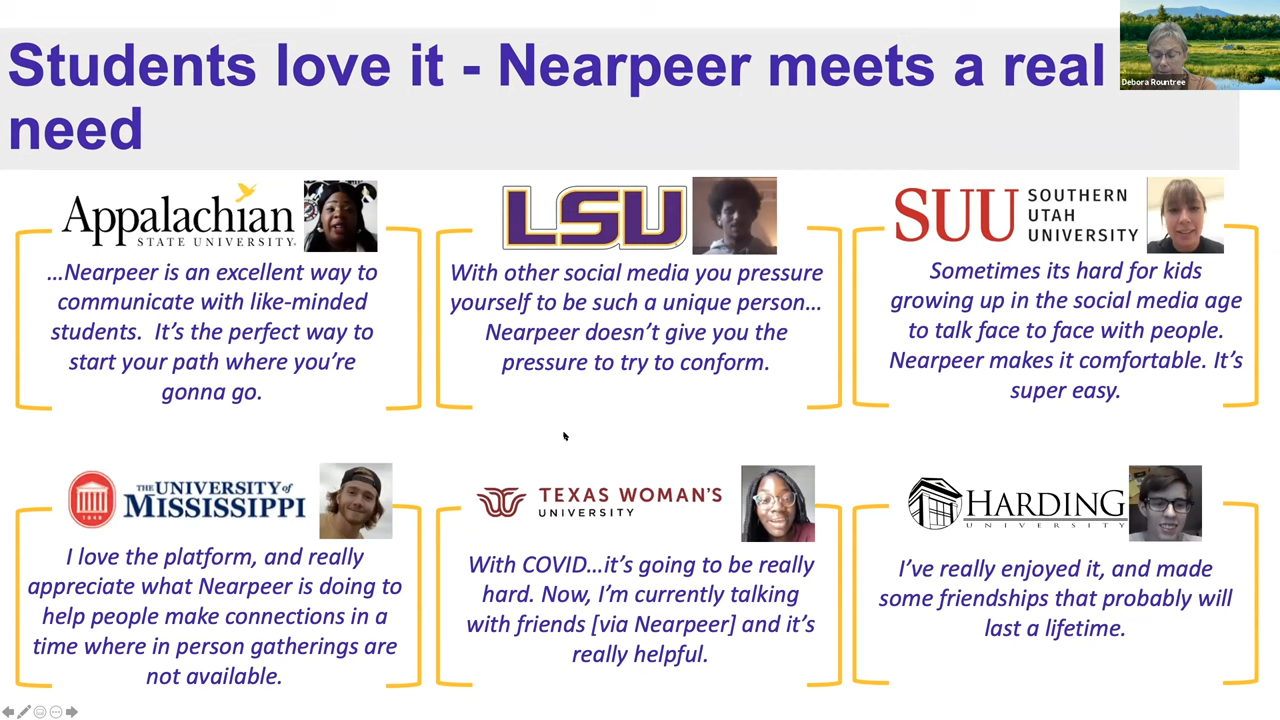 Students love it - Nearpeer meets a real
need
Debora Rountree
Appalachian
STATE UNIVERSITY.
…Nearpeer is an excellent way to
communicate with like-minded
students.  It’s the perfect way to
start your path where you’re
gonna go.
LSU
With other social media you pressure
yourself to be such a unique person…
Nearpeer doesn’t give you the
pressure to try to conform.
SUU
SOUTHERN
UTAH
UNIVERSITY
Sometimes its hard for kids
growing up in the social media age
to talk face to face with people.
Nearpeer makes it comfortable. It’s
super easy.
1848
THE UNIVERSITY of
MISSISSIPPI
I love the platform, and really
appreciate what Nearpeer is doing to
help people make connections in a
time where in person gatherings are
not available.
TEXAS WOMAN'S
UNIVERSITY
With COVID…it’s going to be really
hard. Now, I’m currently talking
with friends [via Nearpeer] and it’s
really helpful.
HARDING
UNIVERSITY
I’ve really enjoyed it, and made
some friendships that probably will
last a lifetime.